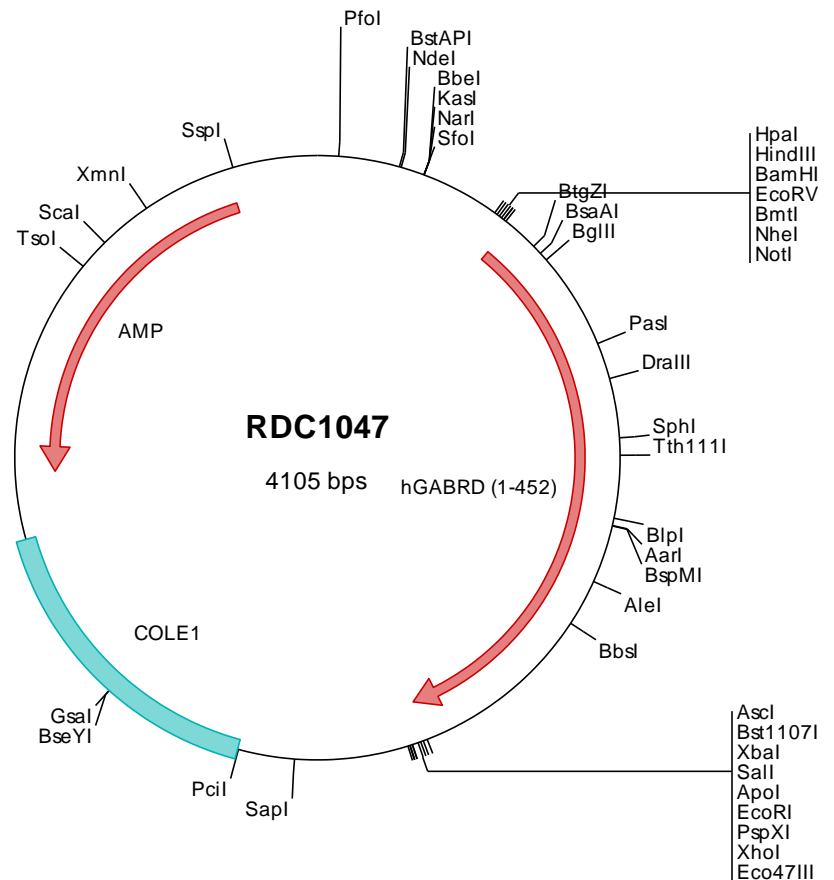 PfoI
BstAPI
NdeI
BbeI
KasI
NarI
SfoI
SspI
XmnI
ScaI
TsoI
HpaI
HindIII
BamHI
EcoRV
BmtI
NheI
NotI
BtgZI
BsaAI
BglII
AMP
PasI
DraIII
RDC1047
SphI
Tth111I
4105 bps
hGABRD (1-452)
BlpI
AarI
BspMI
AleI
COLE1
BbsI
GsaI
BseYI
PciI
SapI
AscI
Bst1107I
XbaI
SalI
ApoI
EcoRI
PspXI
XhoI
Eco47III